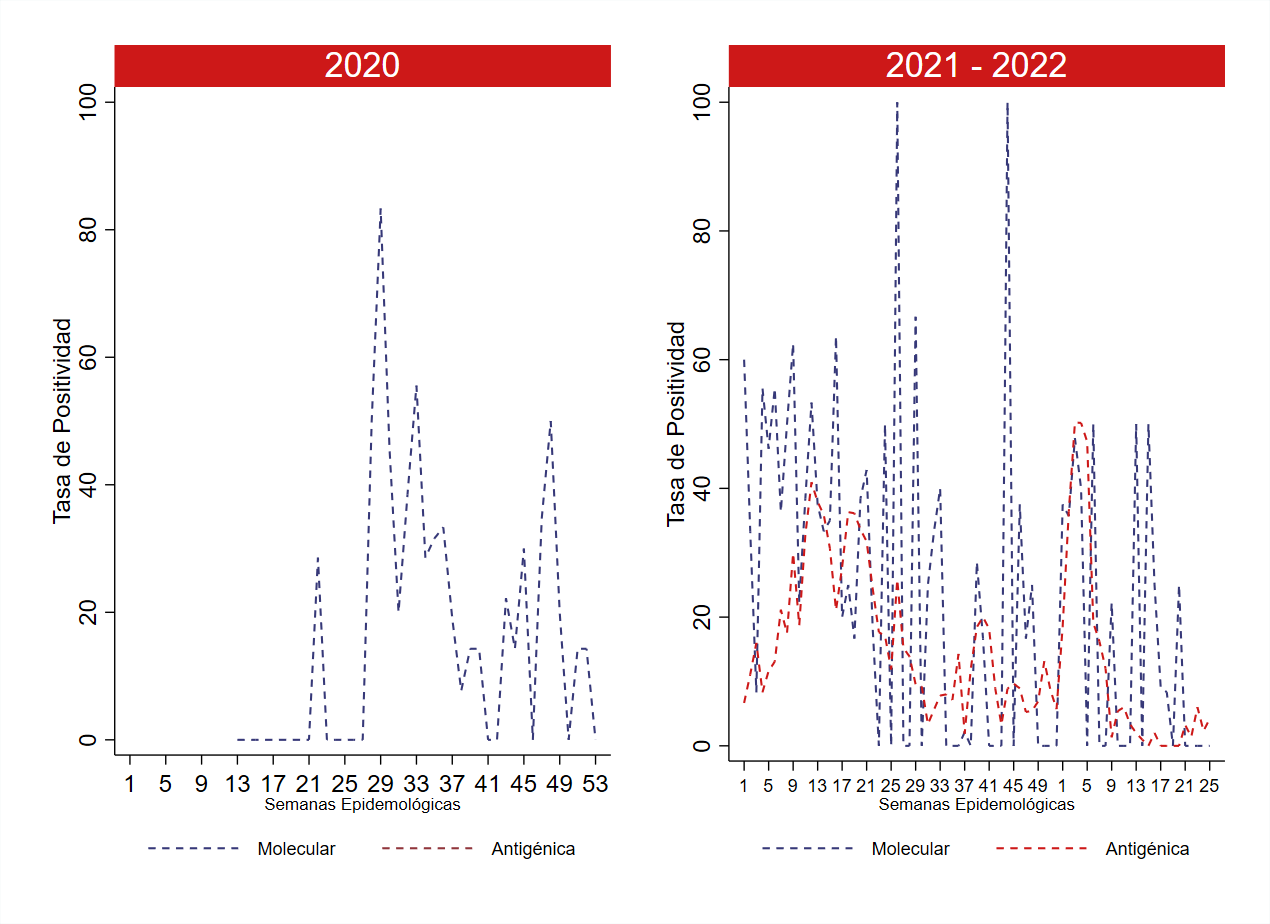 2020
Tasa de Positividad
100
80
60
40
20
0
1 5 9 13 17 21 25 29 33 37 41 45 49 53
Semanas Epidemológicas
Molecular Antigénica
2021 - 2022
Tasa de Positividad
100
80
60
40
20
0
1 5 9 13 17 21 25 29 33 37 41 45 49 1 5 9 13 17 21 25
Semanas Epidemológicas
Molecular Antigénica